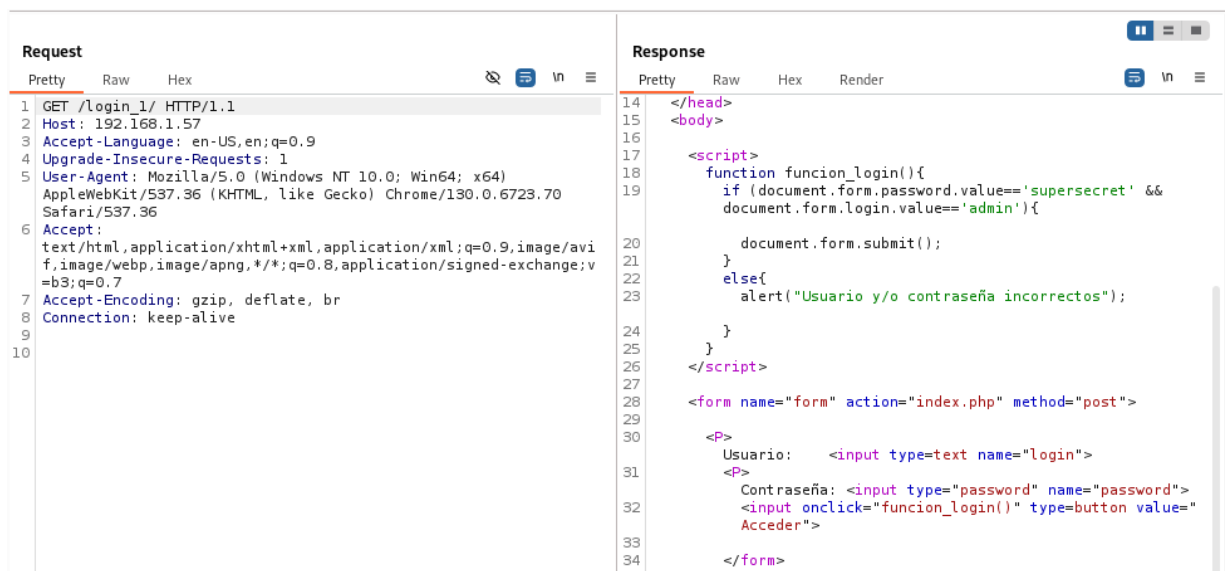 Request
Pretty Raw Hex \n
1 GET /login_1/ HTTP/1.1
2 Host: 192.168.1.57
3 Accept-Language: en-US,en;q=0.9
4 Upgrade-Insecure-Requests: 1
5 User-Agent: Mozilla/5.0 (Windows NT 10.0; Win64; x64)
AppleWebKit/537.36 (KHTML, like Gecko) Chrome/130.0.6723.70
Safari/537.36
6 Accept:
text/html,application/xhtml+xml,application/xml;q=0.9,image/avi
f,image/webp,image/apng,*/*;q=0.8,application/signed-exchange;v
=b3;q=0.7
7 Accept-Encoding: gzip, deflate, br
8 Connection: keep-alive
9
10
Response
Pretty Raw Hex Render \n
14 </head>
15 <body>
16
17 <script>
18 function funcion_login(){
19 if (document.form.password.value=='supersecret' &&
document.form.login.value=='admin'){
20 document.form.submit();
21 }
22 else{
23 alert("Usuario y/o contraseña incorrectos");
24 }
25 }
26 </script>
27
28 <form name="form" action="index.php" method="post">
29
30 <P>
Usuario: <input type=text name="login">
31 <P>
Contraseña: <input type="password" name="password">
32 <input onclick="funcion_login()" type=button value="
Acceder">
33
34 </form>